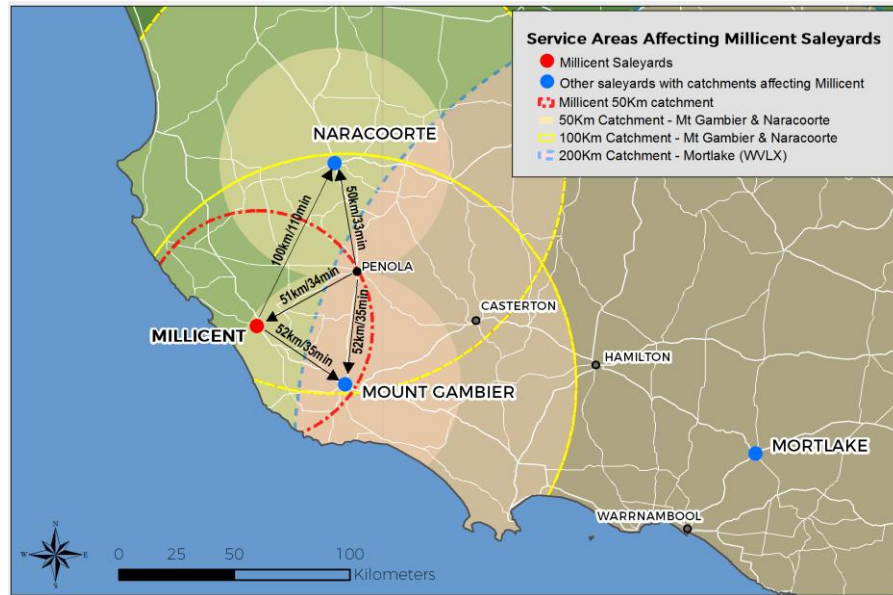 Service Areas Affecting Millicent Saleyards
Millicent Saleyards
Other saleyards with catchments affecting Millicent
Millicent 50Km catchment
50Km Catchment - Mt Gambier & Naracoorte
100Km Catchment - Mt Gambier & Naracoorte
200Km Catchment - Mortlake (WVLX)
NARACOORTE
100km/110min
50km/33min
PENOLA
51km/34min
CASTERTON
MILLICENT
52km/35min
52km/35min
HAMILTON
MOUNT GAMBIER
MORTLAKE
WARRNAMBOOL
N
W
E
S
0 25 50 100
Kilometers